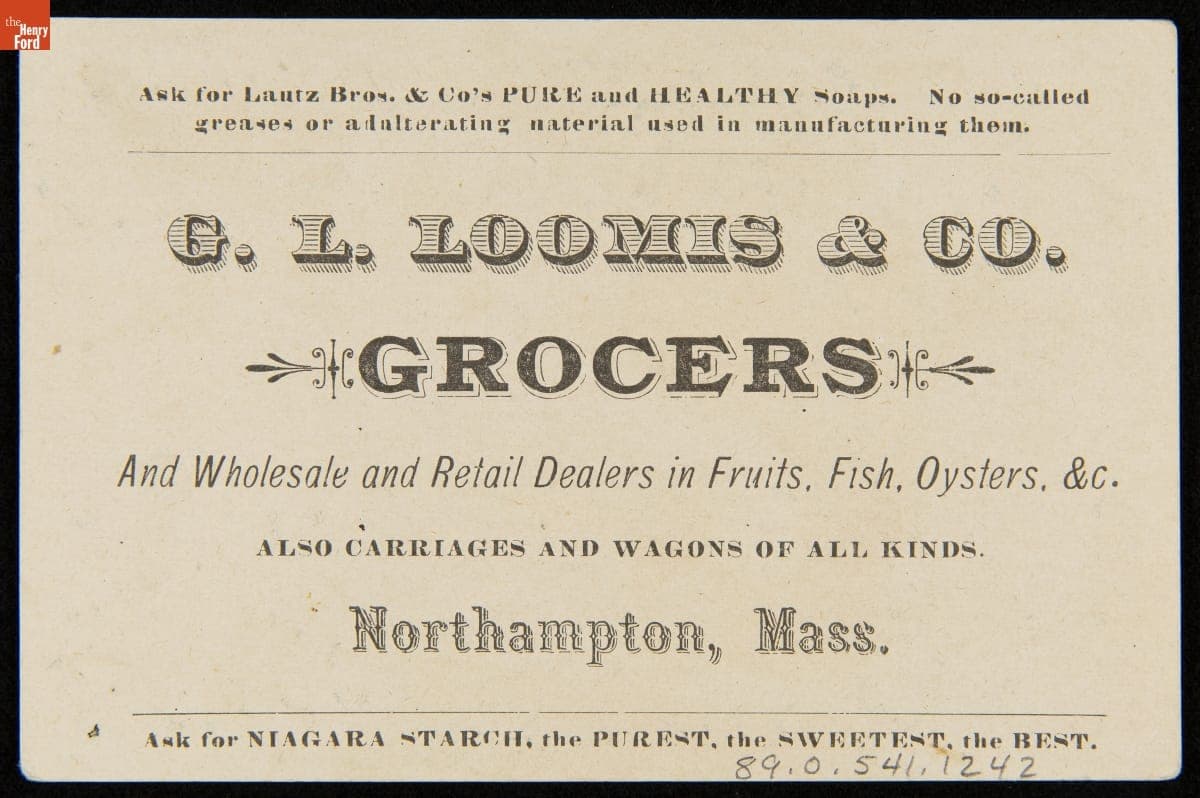 the
Henry
Ford
Ask for Lautz Bros. & Co's PURE and HEALTHY Soaps. No so-called
greases or adulterating naterial used in manufacturing them.
G. L. LOOMIS & CO.
GROCERS
And Wholesale and Retail Dealers in Fruits, Fish, Oysters, &c.
ALSO CARRIAGES AND WAGONS OF ALL KINDS.
Northampton, Mass.
Ask for NIAGARA STARCH, the PUREST, the SWEETEST, the BEST.
89.0.541.1242